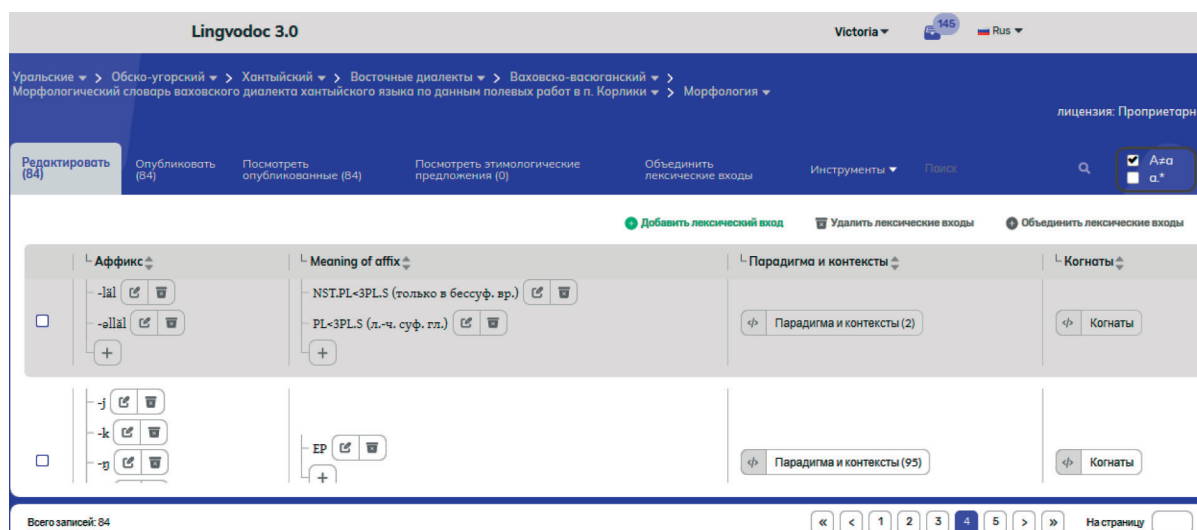 Lingvodoc 3.0 Victoria 145 Rus
Уральские > Обско-угорский > Хантыйский > Восточные диалекты > Ваховско-васюганский >
Морфологический словарь ваховского диалекта хантыйского языка по данным полевых работ в п. Корлики > Морфология
лицензия: Проприетарн
Редактировать (84)
Опубликовать (84)
Посмотреть опубликованные (84)
Посмотреть этимологические предложения (0)
Объединить лексические входы
Инструменты
Поиск
A≠a
a.*
Добавить лексический вход Удалить лексические входы Объединить лексические входы
Аффикс Meaning of affix Парадигма и контексты Когнаты
-läl NST.PL<3PL.S (только в бессуф. вр.)
-əlläl PL<3PL.S (л.-ч. суф. гл.)
+ +
</> Парадигма и контексты (2) </> Когнаты
-j
-k
-ŋ
EP
+
</> Парадигма и контексты (95) </> Когнаты
Всего записей: 84 « < 1 2 3 4 5 > » На страницу